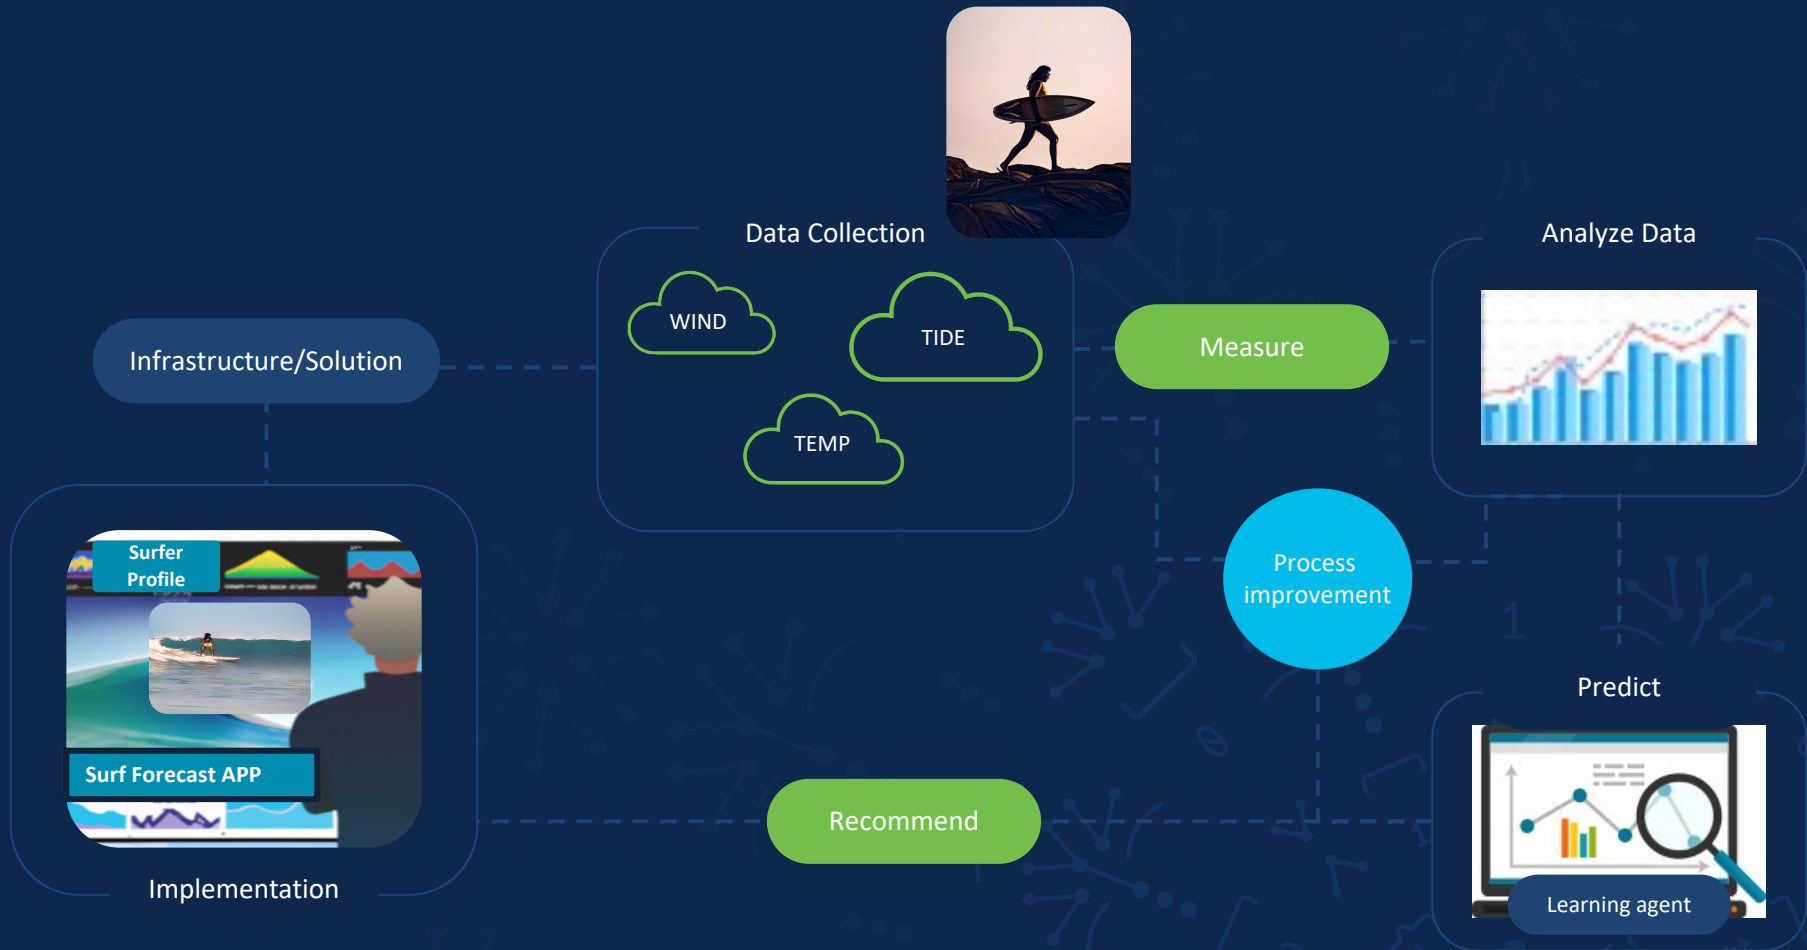 Data Collection
Analyze Data
WIND
TIDE
TEMP
Infrastructure/Solution
Measure
Surfer
Profile
Surf Forecast APP
Implementation
Process
improvement
Recommend
Predict
Learning agent